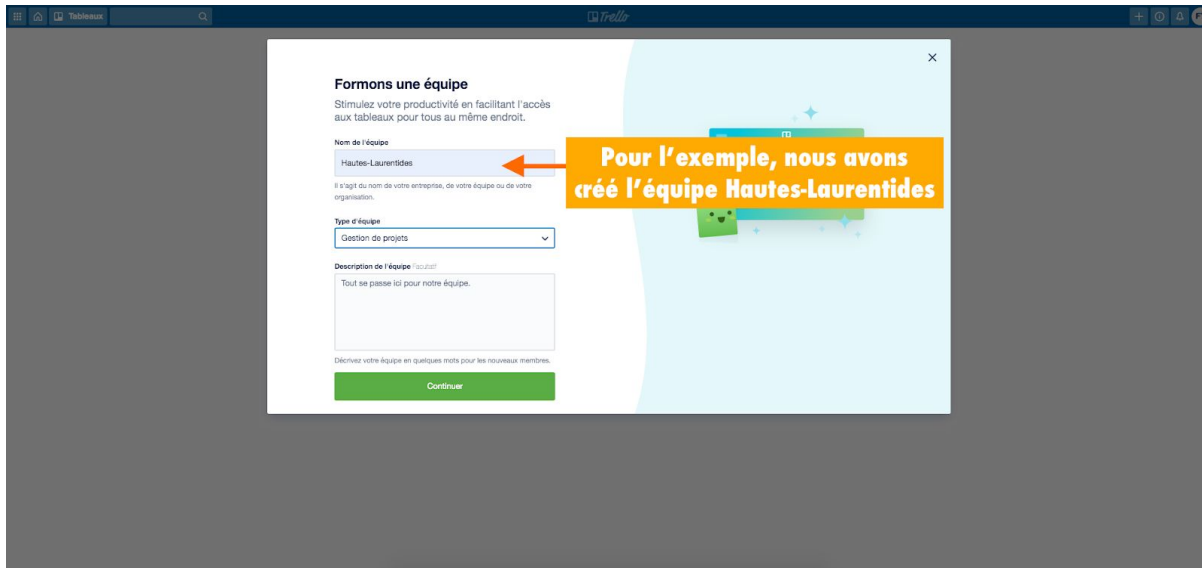 Tableaux
Trello
Formons une équipe
Stimulez votre productivité en facilitant l'accès
aux tableaux pour tous au même endroit.
Nom de l'équipe
Hautes-Laurentides
Il s'agit du nom de votre entreprise, de votre équipe ou de votre
organisation.
Pour l'exemple, nous avons
créé l'équipe Hautes-Laurentides
Type d'équipe
Gestion de projets
Description de l'équipe Facultatif
Tout se passe ici pour notre équipe.
Décrivez votre équipe en quelques mots pour les nouveaux membres.
Continuer